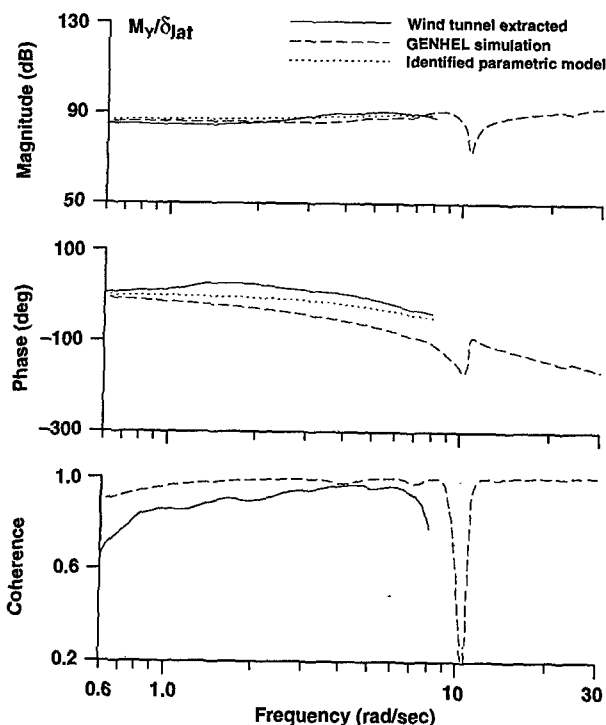 130
M_y/δ_lat
Wind tunnel extracted
GENHEL simulation
Identified parametric model
Magnitude (dB)
90
50
100
Phase (deg)
−100
−300
1.0
Coherence
0.6
0.2
0.6 1.0 10 30
Frequency (rad/sec)